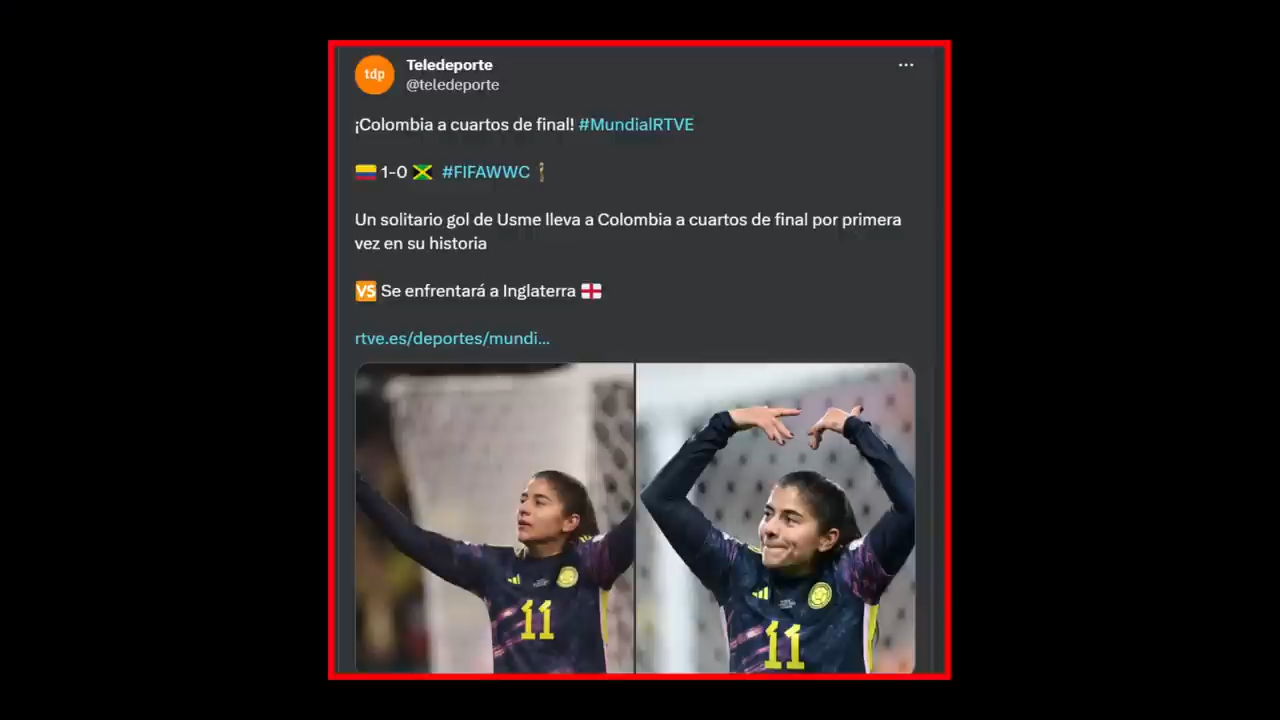 tdp
Teledeporte
@teledeporte
¡Colombia a cuartos de final! #MundialRTVE
1-0 #FIFAWWC
Un solitario gol de Usme lleva a Colombia a cuartos de final por primera
vez en su historia
VS Se enfrentará a Inglaterra
rtve.es/deportes/mundi...
11
11